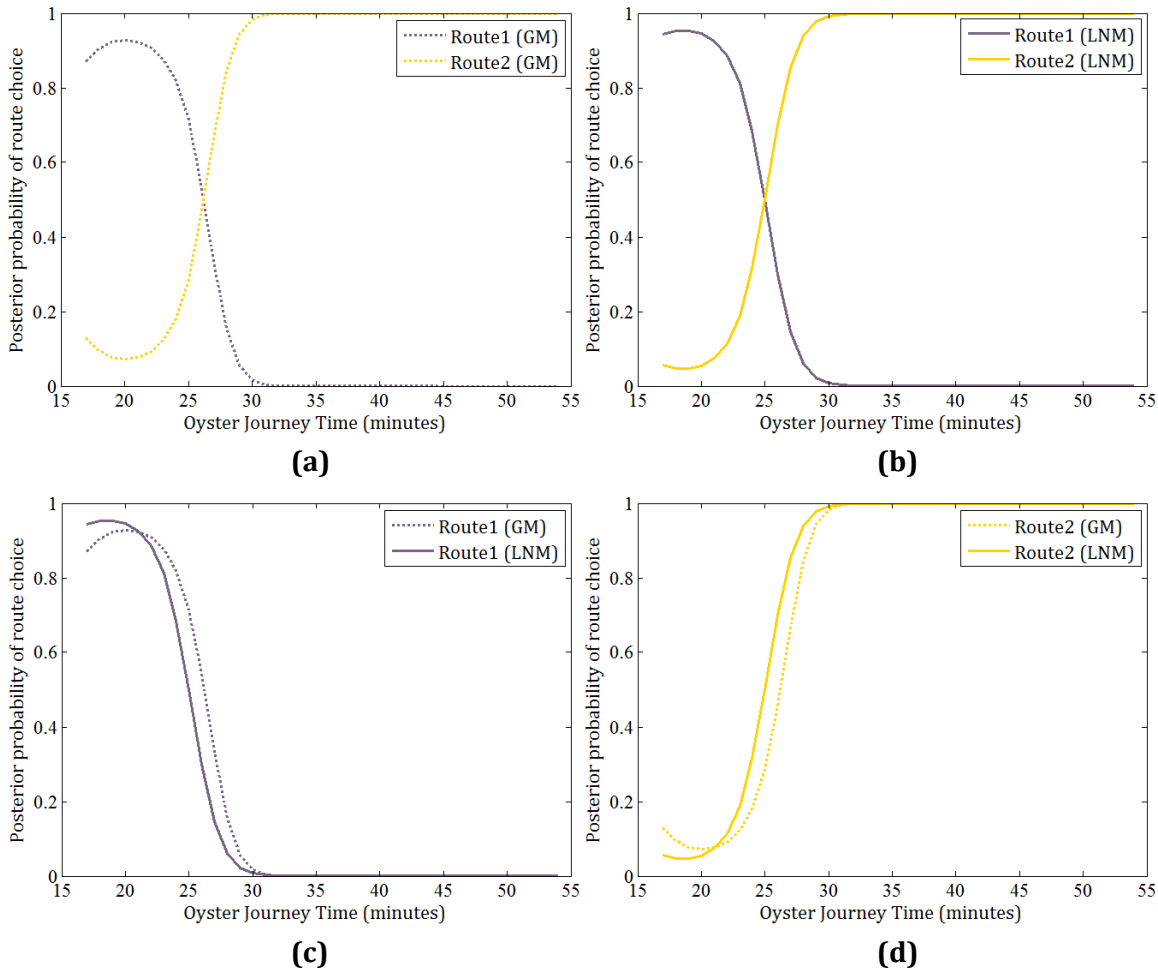 Posterior probability of route choice
1
0.8
0.6
0.4
0.2
0
15 20 25 30 35 40 45 50 55
Oyster Journey Time (minutes)
Route1 (GM)
Route2 (GM)
(a)
Posterior probability of route choice
1
0.8
0.6
0.4
0.2
0
15 20 25 30 35 40 45 50 55
Oyster Journey Time (minutes)
Route1 (LNM)
Route2 (LNM)
(b)
Posterior probability of route choice
1
0.8
0.6
0.4
0.2
0
15 20 25 30 35 40 45 50 55
Oyster Journey Time (minutes)
Route1 (GM)
Route1 (LNM)
(c)
Posterior probability of route choice
1
0.8
0.6
0.4
0.2
0
15 20 25 30 35 40 45 50 55
Oyster Journey Time (minutes)
Route2 (GM)
Route2 (LNM)
(d)